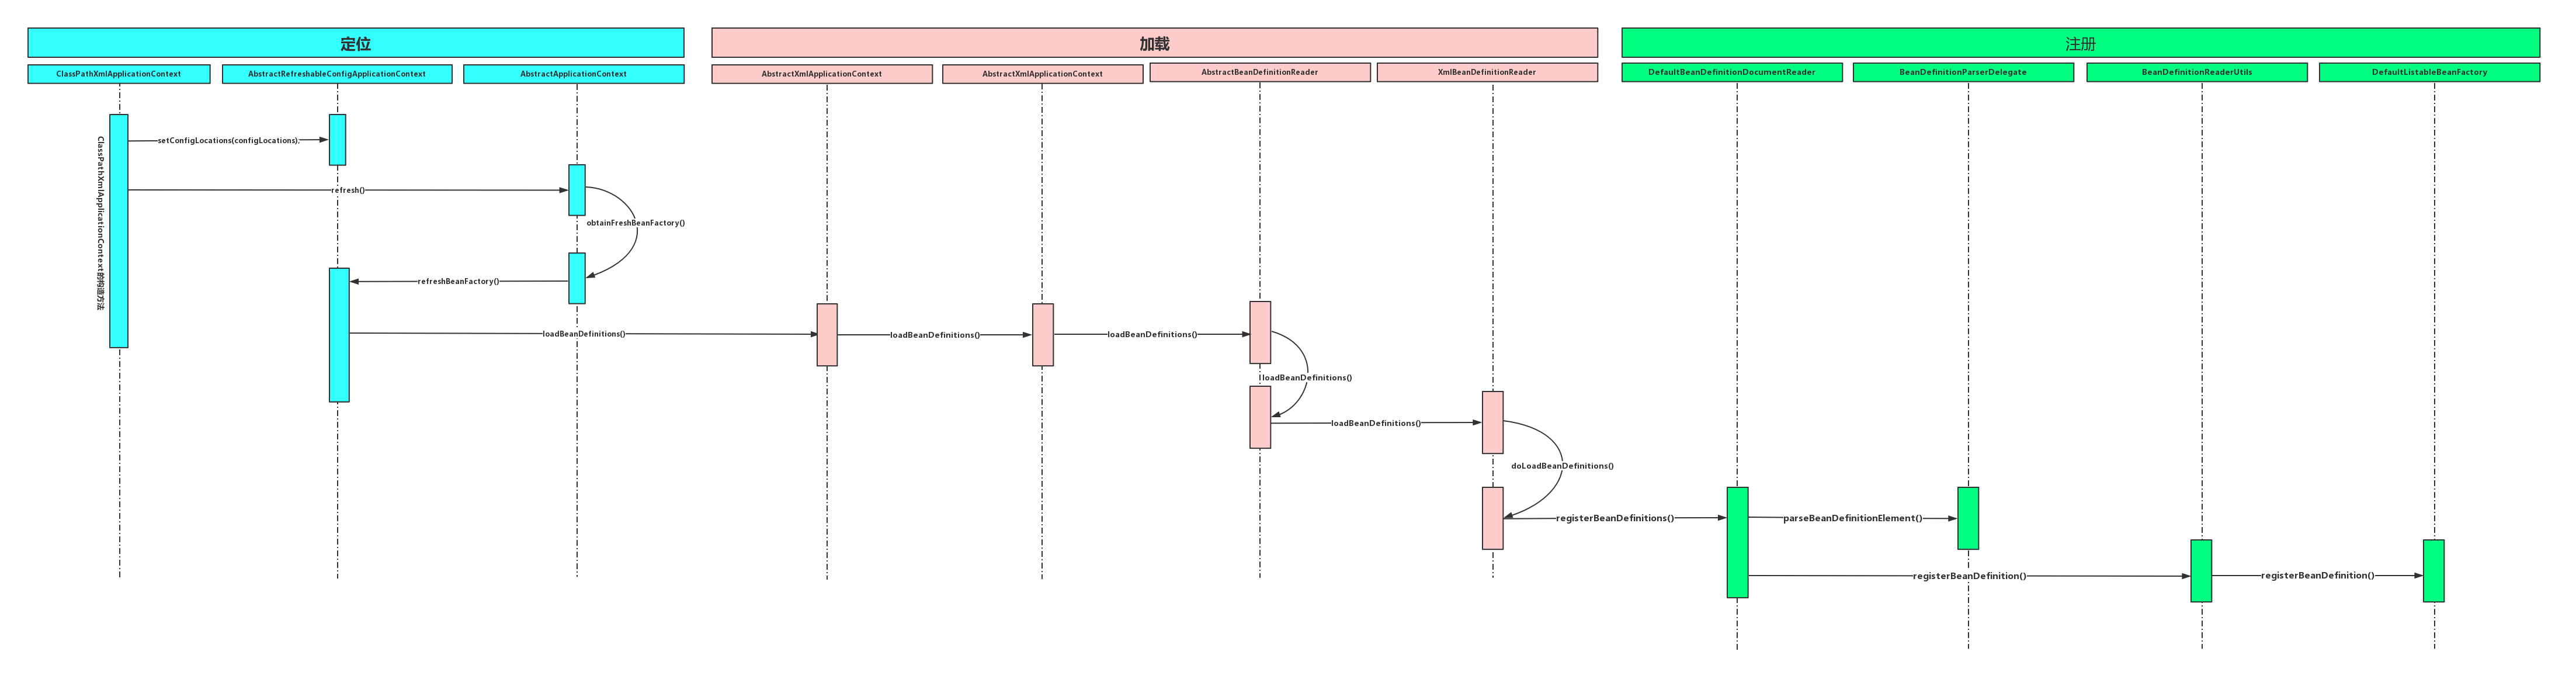 定位
加载
注册
ClassPathXmlApplicationContext
AbstractRefreshableConfigApplicationContext
AbstractApplicationContext
AbstractXmlApplicationContext
AbstractXmlApplicationContext
AbstractBeanDefinitionReader
XmlBeanDefinitionReader
DefaultBeanDefinitionDocumentReader
BeanDefinitionParserDelegate
BeanDefinitionReaderUtils
DefaultListableBeanFactory
ClassPathXmlApplicationContext的构造方法
setConfigLocations(configLocations);
refresh()
obtainFreshBeanFactory()
refreshBeanFactory()
loadBeanDefinitions()
loadBeanDefinitions()
loadBeanDefinitions()
loadBeanDefinitions()
loadBeanDefinitions()
doLoadBeanDefinitions()
registerBeanDefinitions()
parseBeanDefinitionElement()
registerBeanDefinition()
registerBeanDefinition()